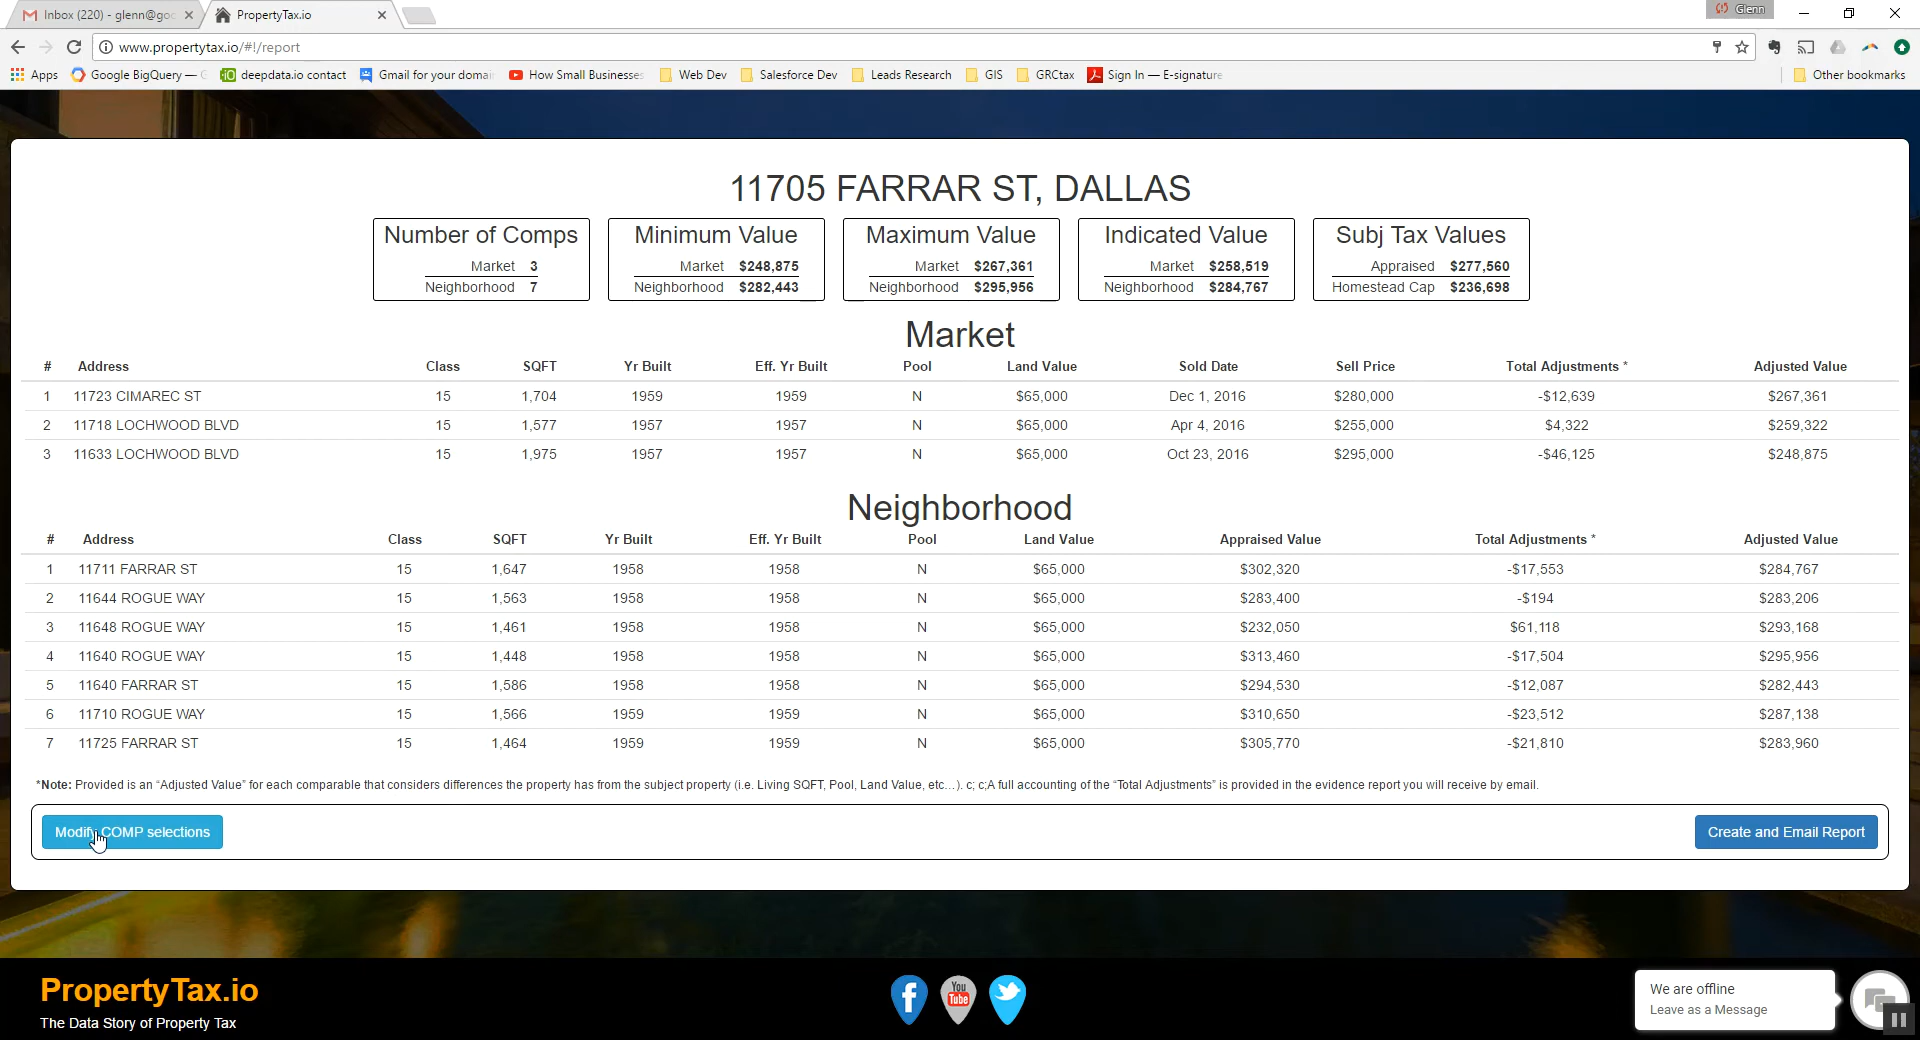 Inbox (220) - glenn@goo
PropertyTax.io
Glenn
www.propertytax.io/#!/report
Apps Google BigQuery — deepdata.io contact Gmail for your domai How Small Businesses Web Dev Salesforce Dev Leads Research GIS GRCtax Sign In — E-signature Other bookmarks
11705 FARRAR ST, DALLAS
Number of Comps
Market 3
Neighborhood 7
Minimum Value
Market $248,875
Neighborhood $282,443
Maximum Value
Market $267,361
Neighborhood $295,956
Indicated Value
Market $258,519
Neighborhood $284,767
Subj Tax Values
Appraised $277,560
Homestead Cap $236,698
Market
# Address Class SQFT Yr Built Eff. Yr Built Pool Land Value Sold Date Sell Price Total Adjustments * Adjusted Value
1 11723 CIMAREC ST 15 1,704 1959 1959 N $65,000 Dec 1, 2016 $280,000 -$12,639 $267,361
2 11718 LOCHWOOD BLVD 15 1,577 1957 1957 N $65,000 Apr 4, 2016 $255,000 $4,322 $259,322
3 11633 LOCHWOOD BLVD 15 1,975 1957 1957 N $65,000 Oct 23, 2016 $295,000 -$46,125 $248,875
Neighborhood
# Address Class SQFT Yr Built Eff. Yr Built Pool Land Value Appraised Value Total Adjustments * Adjusted Value
1 11711 FARRAR ST 15 1,647 1958 1958 N $65,000 $302,320 -$17,553 $284,767
2 11644 ROGUE WAY 15 1,563 1958 1958 N $65,000 $283,400 -$194 $283,206
3 11648 ROGUE WAY 15 1,461 1958 1958 N $65,000 $232,050 $61,118 $293,168
4 11640 ROGUE WAY 15 1,448 1958 1958 N $65,000 $313,460 -$17,504 $295,956
5 11640 FARRAR ST 15 1,586 1958 1958 N $65,000 $294,530 -$12,087 $282,443
6 11710 ROGUE WAY 15 1,566 1959 1959 N $65,000 $310,650 -$23,512 $287,138
7 11725 FARRAR ST 15 1,464 1959 1959 N $65,000 $305,770 -$21,810 $283,960
*Note: Provided is an “Adjusted Value” for each comparable that considers differences the property has from the subject property (i.e. Living SQFT, Pool, Land Value, etc…). c; c;A full accounting of the “Total Adjustments” is provided in the evidence report you will receive by email.
Modify COMP selections
Create and Email Report
PropertyTax.io
The Data Story of Property Tax
f
You
Tube
We are offline
Leave as a Message